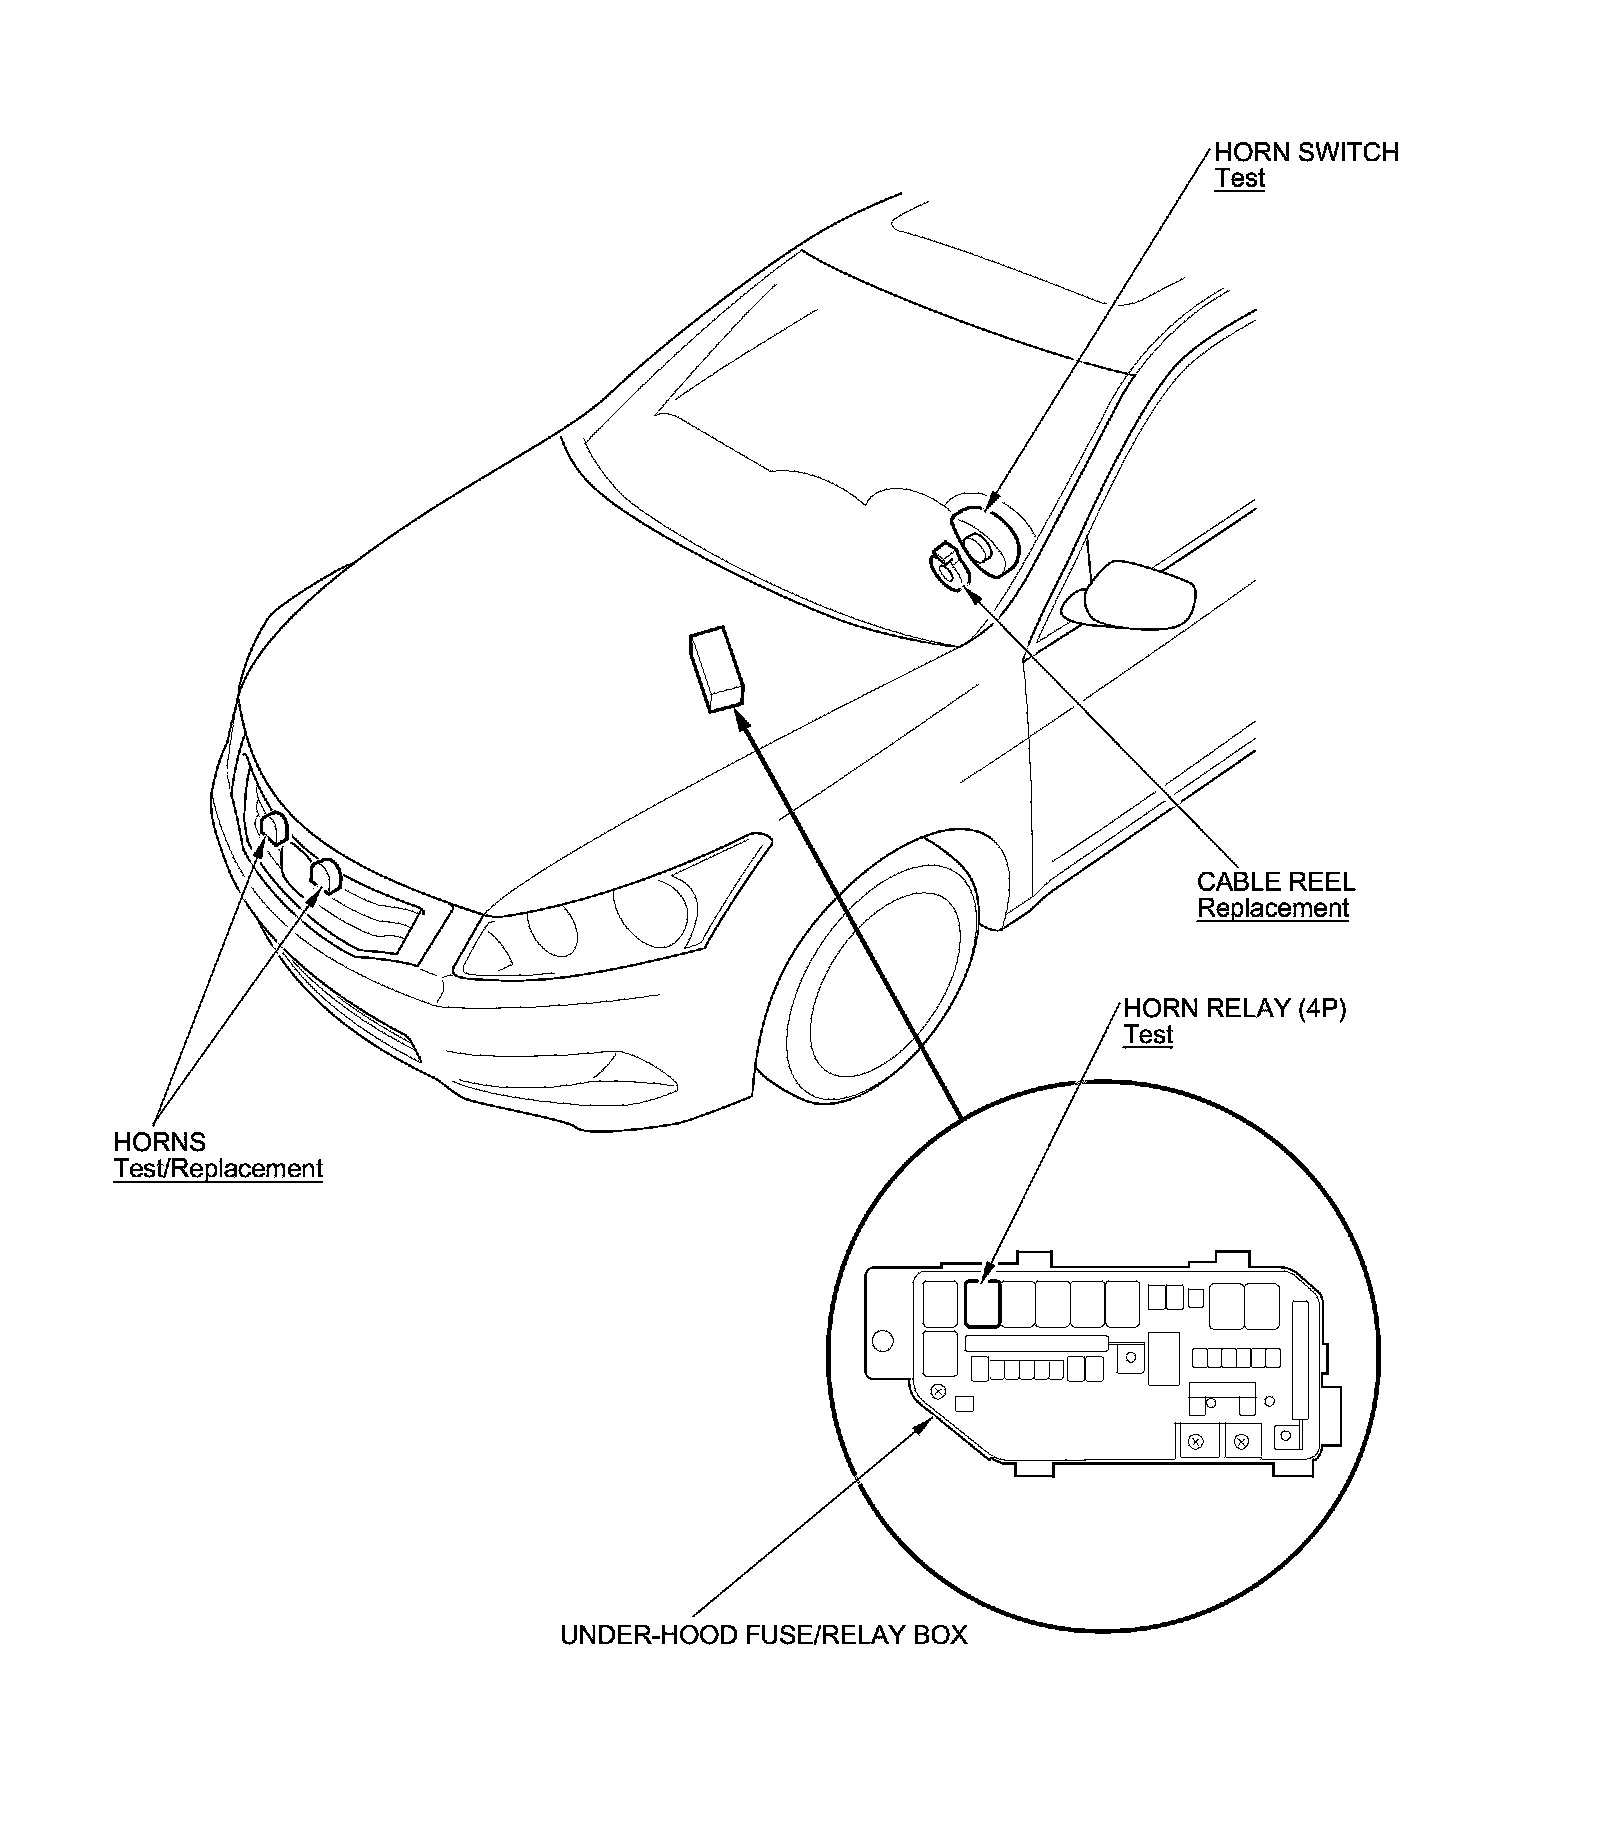 HORN SWITCH
Test
CABLE REEL
Replacement
HORN RELAY (4P)
Test
HORNS
Test/Replacement
UNDER-HOOD FUSE/RELAY BOX